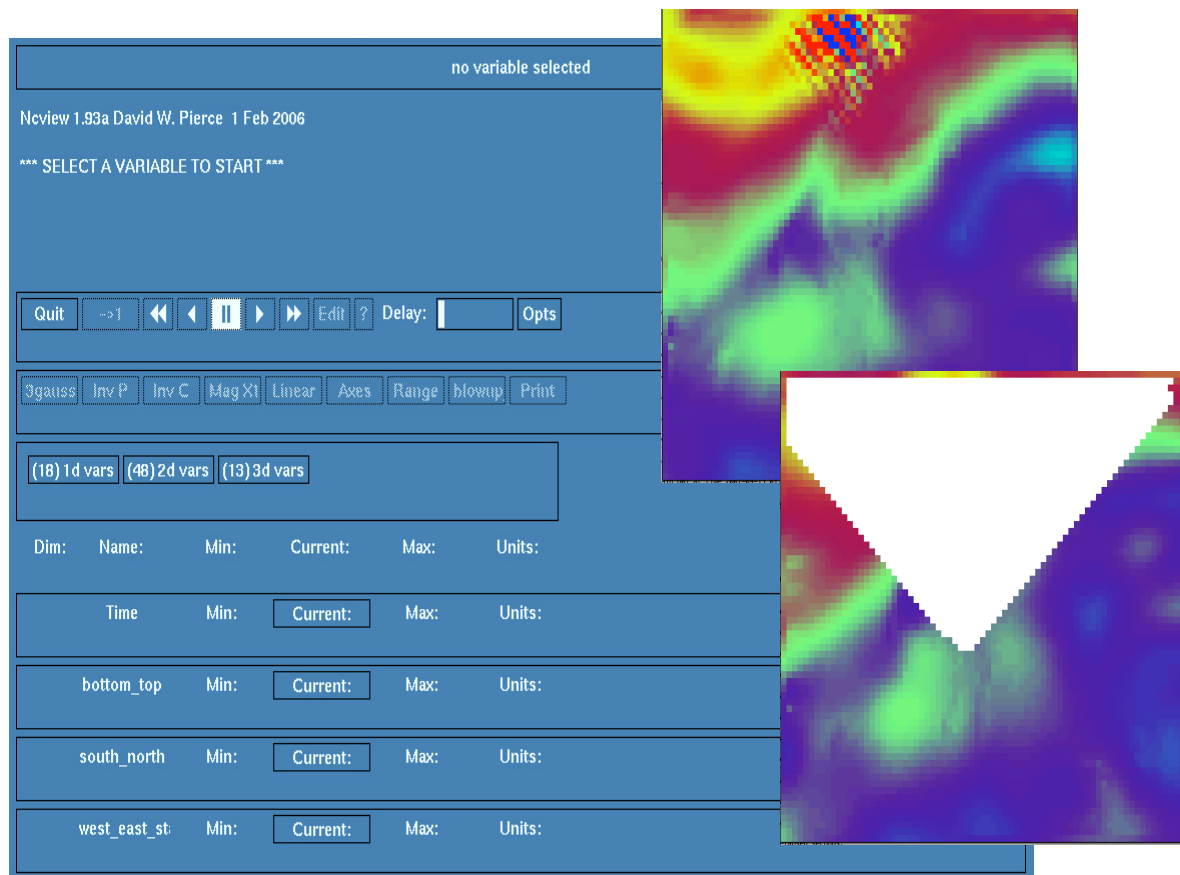 no variable selected
Ncview 1.93a David W. Pierce 1 Feb 2006
*** SELECT A VARIABLE TO START ***
Quit ->1 Edit ? Delay: Opts
3gauss Inv P Inv C Mag X1 Linear Axes Range blowup Print
(18) 1d vars (48) 2d vars (13) 3d vars
Dim: Name: Min: Current: Max: Units:
Time Min: Current: Max: Units:
bottom_top Min: Current: Max: Units:
south_north Min: Current: Max: Units:
west_east_st Min: Current: Max: Units: